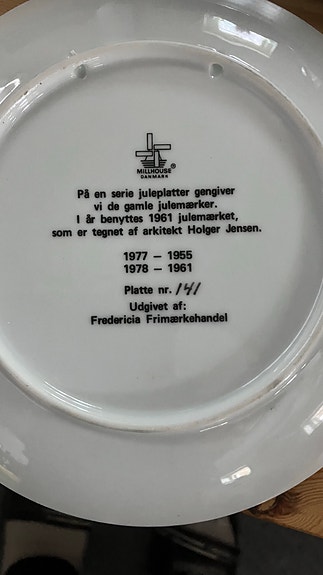 MILLHOUSE ®
DANMARK
På en serie juleplatter gengiver
vi de gamle julemærker.
I år benyttes 1961 julemærket,
som er tegnet af arkitekt Holger Jensen.
1977 — 1955
1978 — 1961
Platte nr. 141
Udgivet af:
Fredericia Frimærkehandel